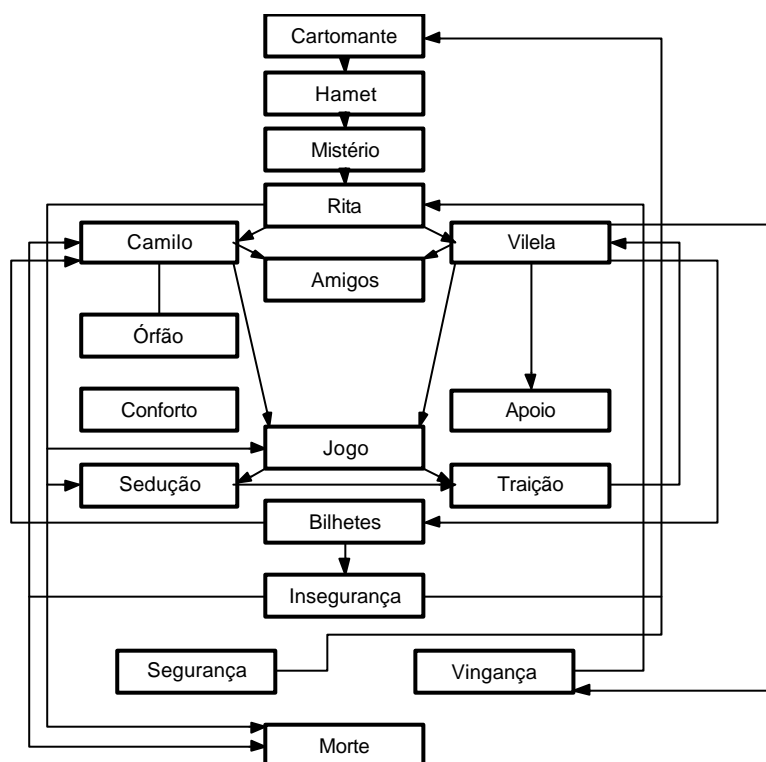 Cartomante
Hamet
Mistério
Rita
Camilo
Vilela
Amigos
Órfão
Conforto
Apoio
Jogo
Sedução
Traição
Bilhetes
Insegurança
Segurança
Vingança
Morte